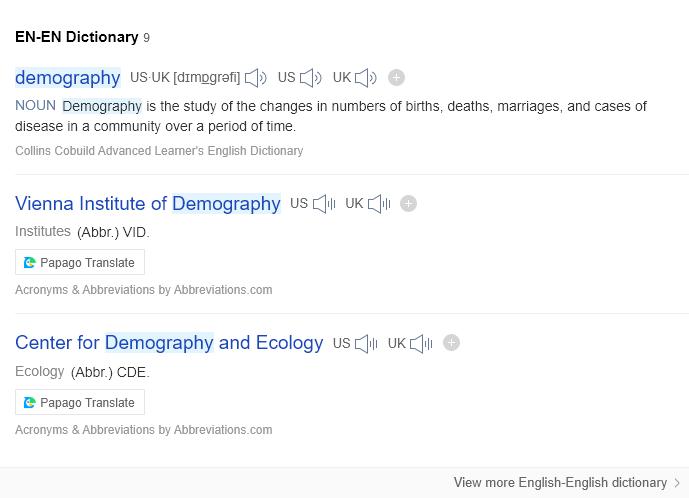 EN-EN Dictionary 9
demography US·UK [dɪmɒgrəfi] US UK
NOUN Demography is the study of the changes in numbers of births, deaths, marriages, and cases of
disease in a community over a period of time.
Collins Cobuild Advanced Learner's English Dictionary
Vienna Institute of Demography US UK
Institutes (Abbr.) VID.
Papago Translate
Acronyms & Abbreviations by Abbreviations.com
Center for Demography and Ecology US UK
Ecology (Abbr.) CDE.
Papago Translate
Acronyms & Abbreviations by Abbreviations.com
View more English-English dictionary